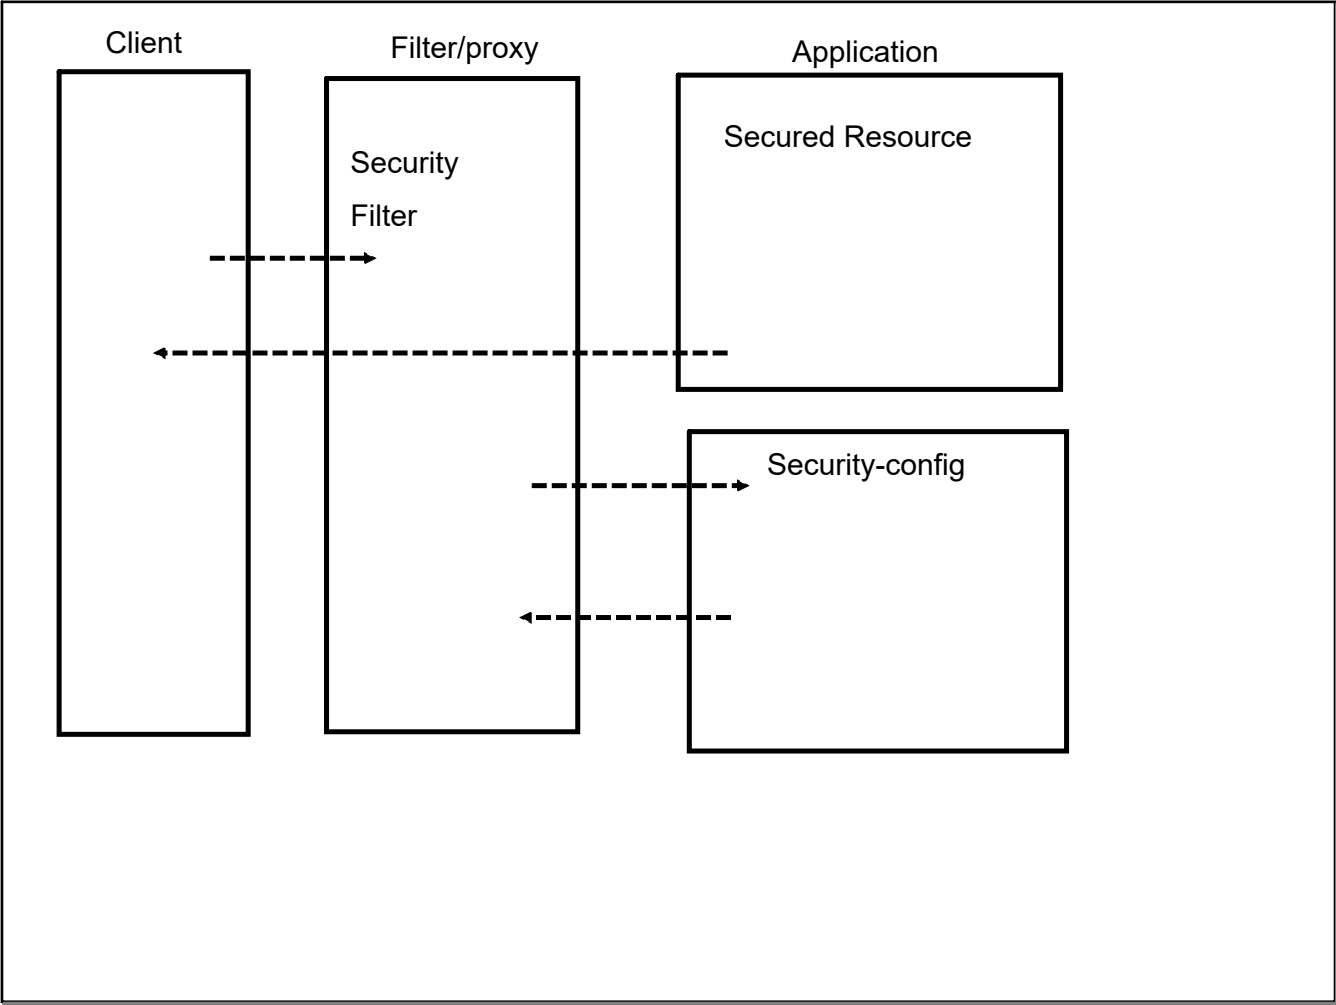 Client
Filter/proxy
Application
Secured Resource
Security
Filter
Security-config